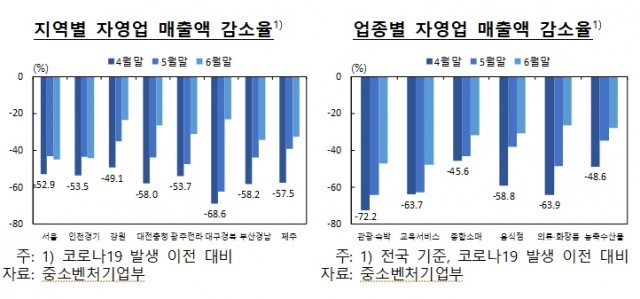 지역별 자영업 매출액 감소율1)
(%)
4월말 5월말 6월말
0
-20
-40
-60
-80
-52.9 -53.5 -49.1 -58.0 -53.7 -68.6 -58.2 -57.5
서울 인천경기 강원 대전충청 광주전라 대구경북 부산경남 제주
주: 1) 코로나19 발생 이전 대비
자료: 중소벤처기업부
업종별 자영업 매출액 감소율1)
(%)
4월말 5월말 6월말
0
-20
-40
-60
-80
-72.2 -63.7 -45.6 -58.8 -63.9 -48.6
관광·숙박 교육서비스 종합소매 음식점 의류·화장품 농축수산물
주: 1) 전국 기준, 코로나19 발생 이전 대비
자료: 중소벤처기업부